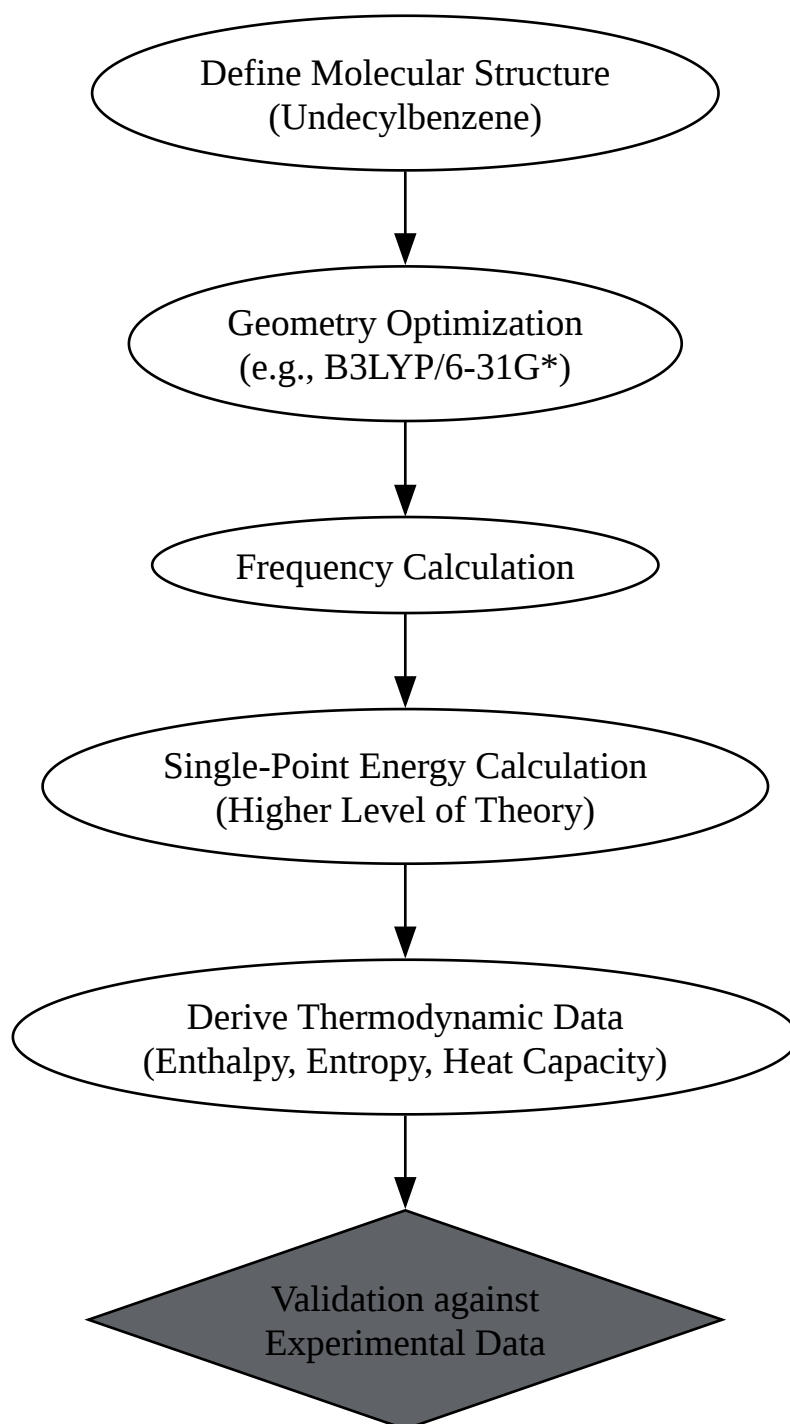 Define Molecular Structure
(Undecylbenzene)
Geometry Optimization
(e.g., B3LYP/6-31G*)
Frequency Calculation
Single-Point Energy Calculation
(Higher Level of Theory)
Derive Thermodynamic Data
(Enthalpy, Entropy, Heat Capacity)
Validation against
Experimental Data